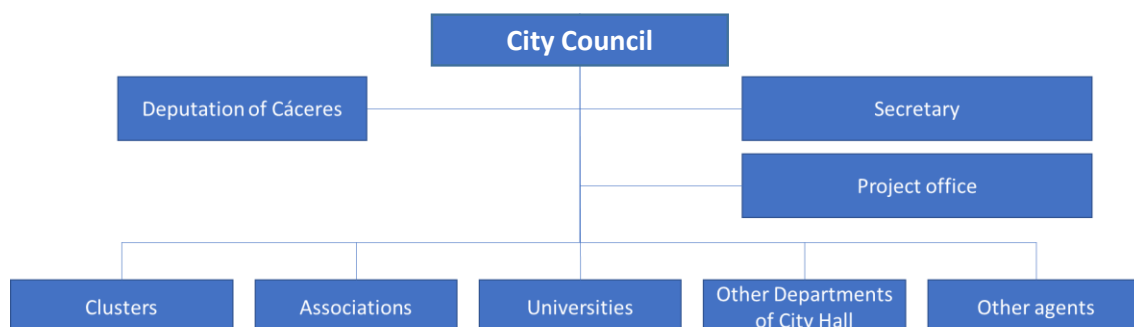 City Council
Deputation of Cáceres
Secretary
Project office
Clusters
Associations
Universities
Other Departments
of City Hall
Other agents